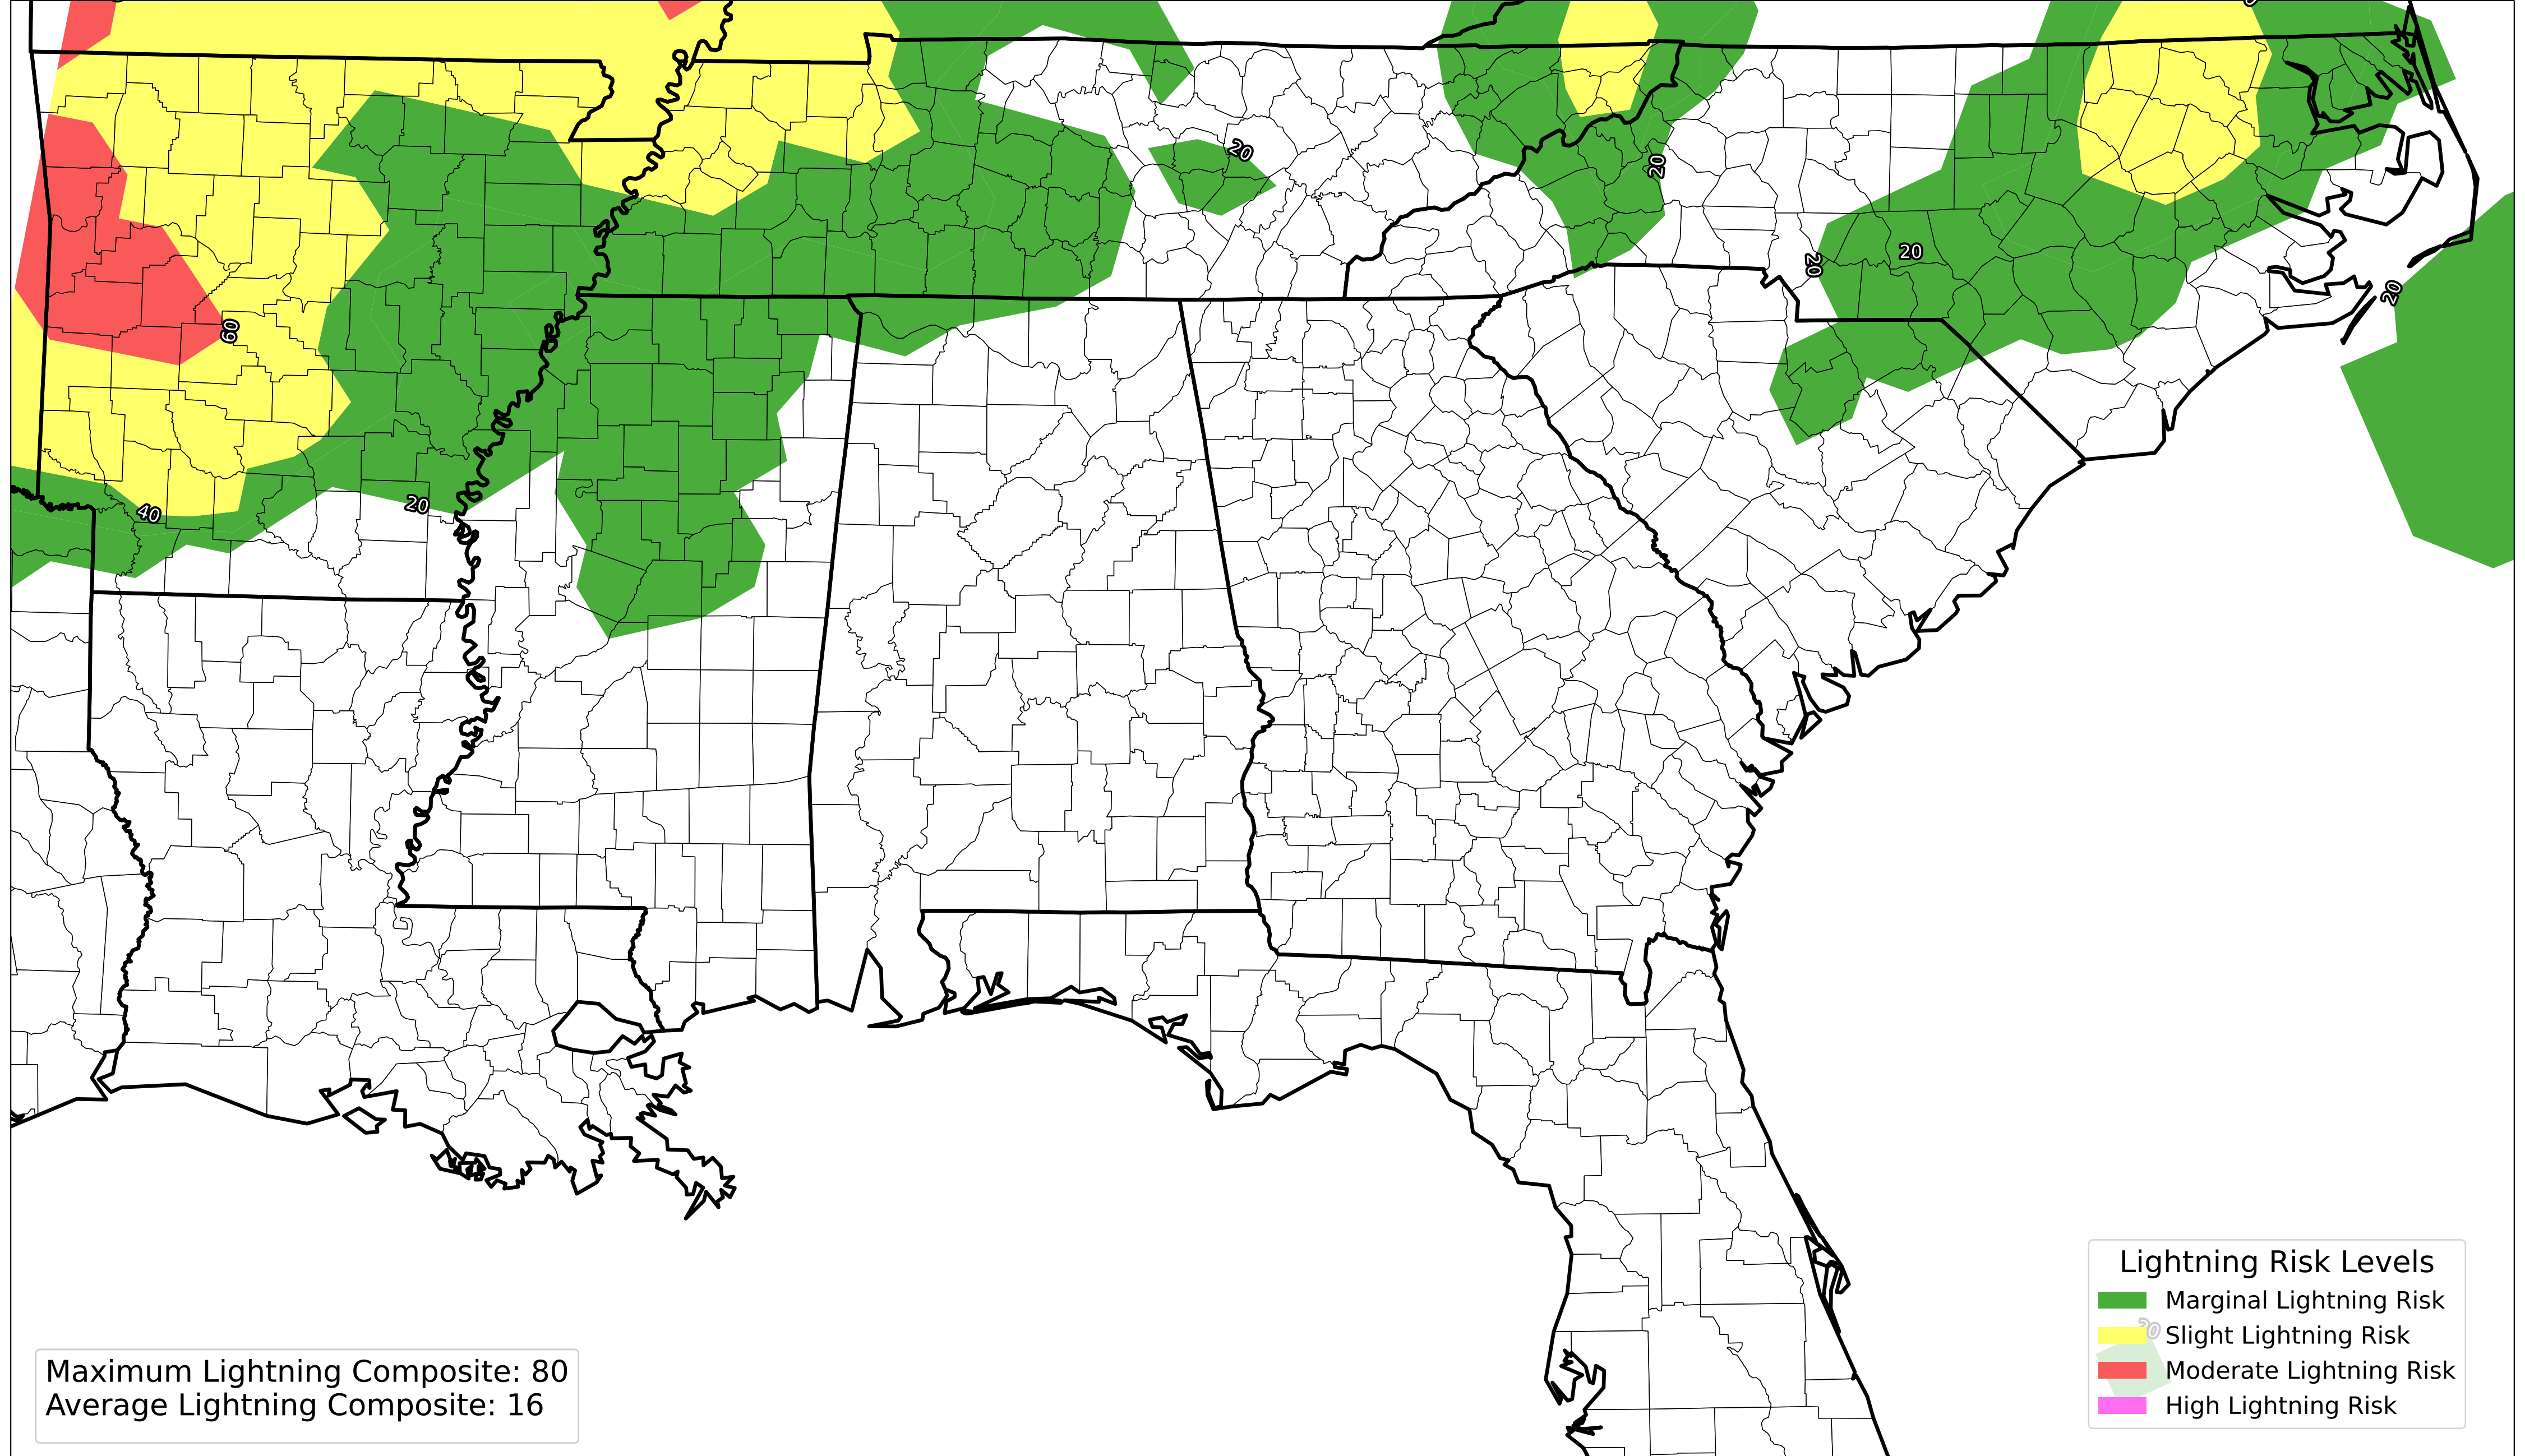 20
20
20
20
20
60
40
20
Lightning Risk Levels
Marginal Lightning Risk
20
Slight Lightning Risk
Moderate Lightning Risk
High Lightning Risk
Maximum Lightning Composite: 80
Average Lightning Composite: 16